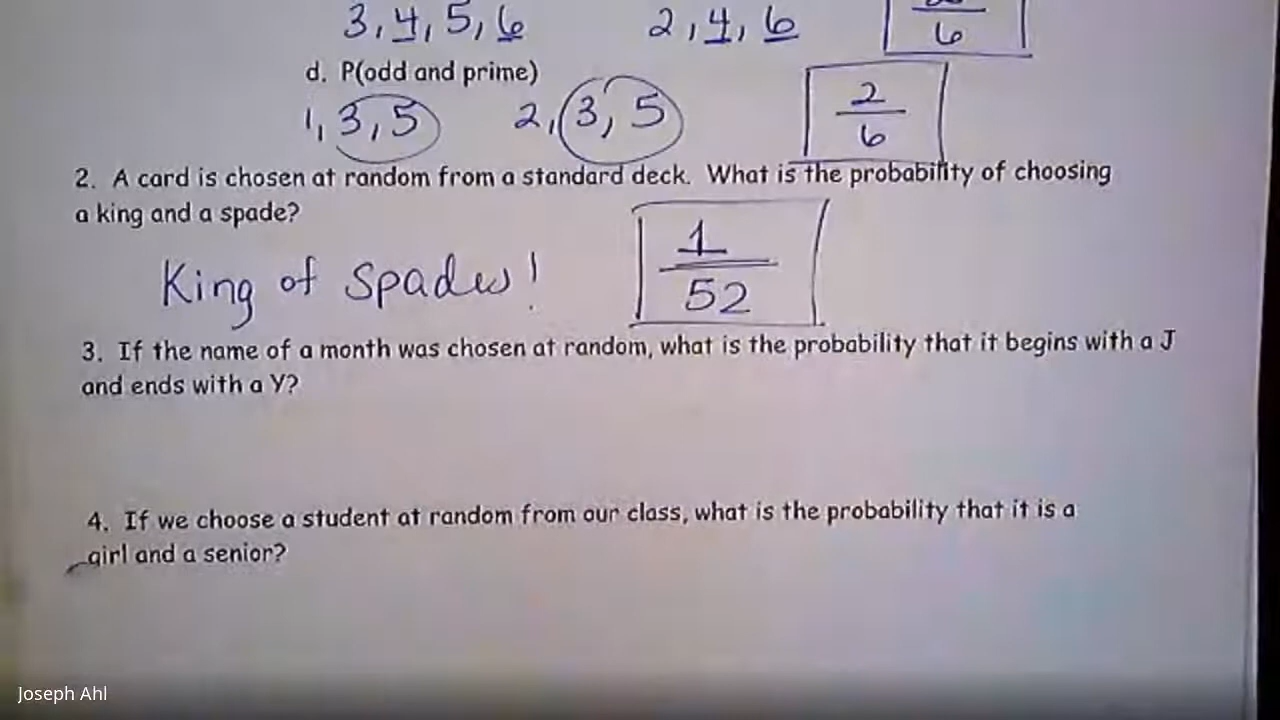 3, 4, 5, 6 2, 4, 6 6
d. P(odd and prime)
1, 3, 5 2, 3, 5 2/6
2. A card is chosen at random from a standard deck. What is the probability of choosing
a king and a spade?
King of Spades! 1/52
3. If the name of a month was chosen at random, what is the probability that it begins with a J
and ends with a Y?
4. If we choose a student at random from our class, what is the probability that it is a
girl and a senior?
Joseph Ahl